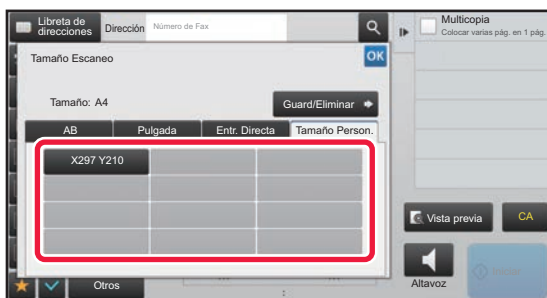 Libreta de
direcciones
Dirección
Número de Fax
Multicopia
Colocar varias pág. en 1 pág.
Tamaño Escaneo
OK
Tamaño: A4
Guard/Eliminar
AB
Pulgada
Entr. Directa
Tamaño Person.
X297 Y210
Vista previa
CA
Otros
Altavoz